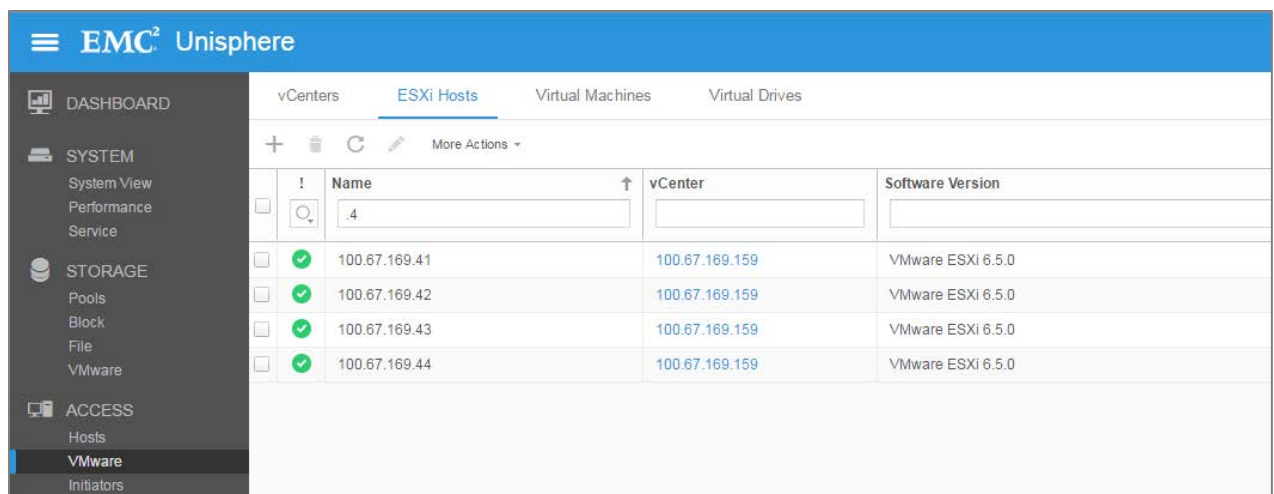 EMC² Unisphere
DASHBOARD
SYSTEM
System View
Performance
Service
STORAGE
Pools
Block
File
VMware
ACCESS
Hosts
VMware
Initiators
vCenters ESXi Hosts Virtual Machines Virtual Drives
More Actions
! Name vCenter Software Version
.4
100.67.169.41 100.67.169.159 VMware ESXi 6.5.0
100.67.169.42 100.67.169.159 VMware ESXi 6.5.0
100.67.169.43 100.67.169.159 VMware ESXi 6.5.0
100.67.169.44 100.67.169.159 VMware ESXi 6.5.0